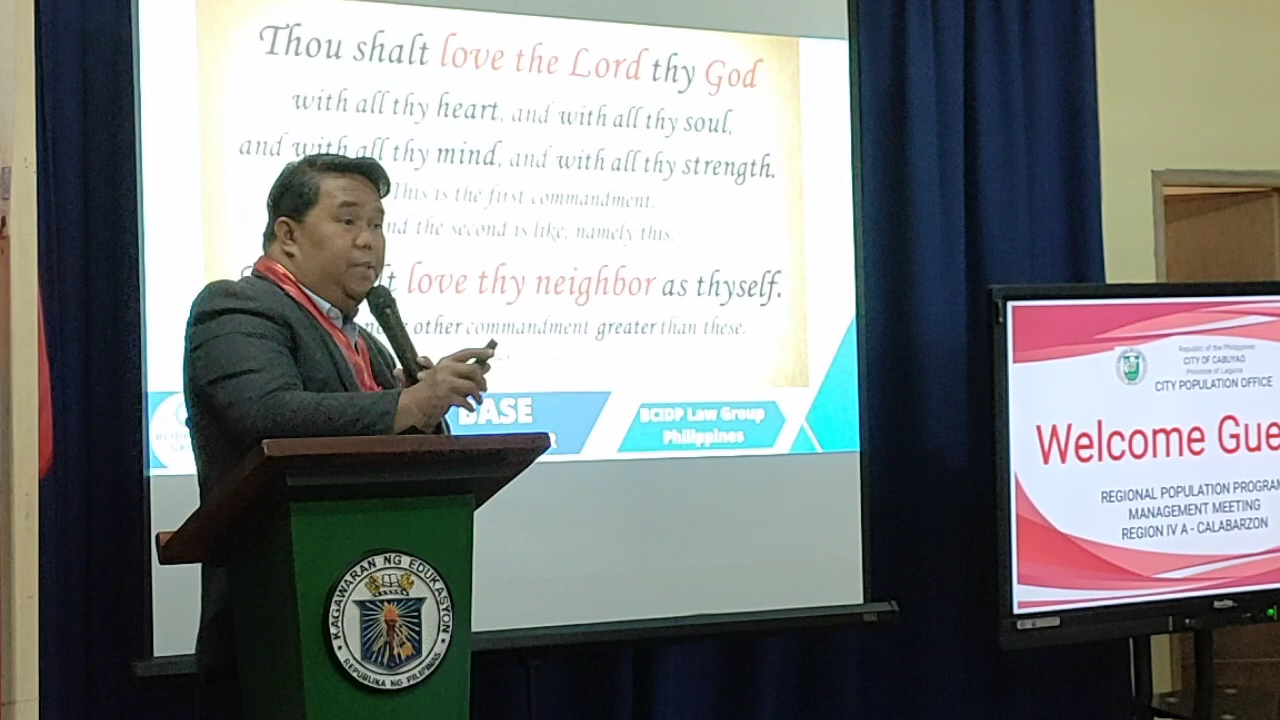 Thou shalt love the Lord thy God
with all thy heart, and with all thy soul,
and with all thy mind, and with all thy strength.
This is the first commandment.
the second is like, namely this.
love thy neighbor as thyself.
other commandment greater than these.
BASE
BCIDP Law Group
Philippines
KAGAWARAN NG EDUKASYON
REPUBLIKA NG PILIPINAS
Republic of the Philippines
CITY OF CABUYAO
Province of Laguna
CITY POPULATION OFFICE
Welcome Gue
REGIONAL POPULATION PROGRAM
MANAGEMENT MEETING
REGION IV A - CALABARZON